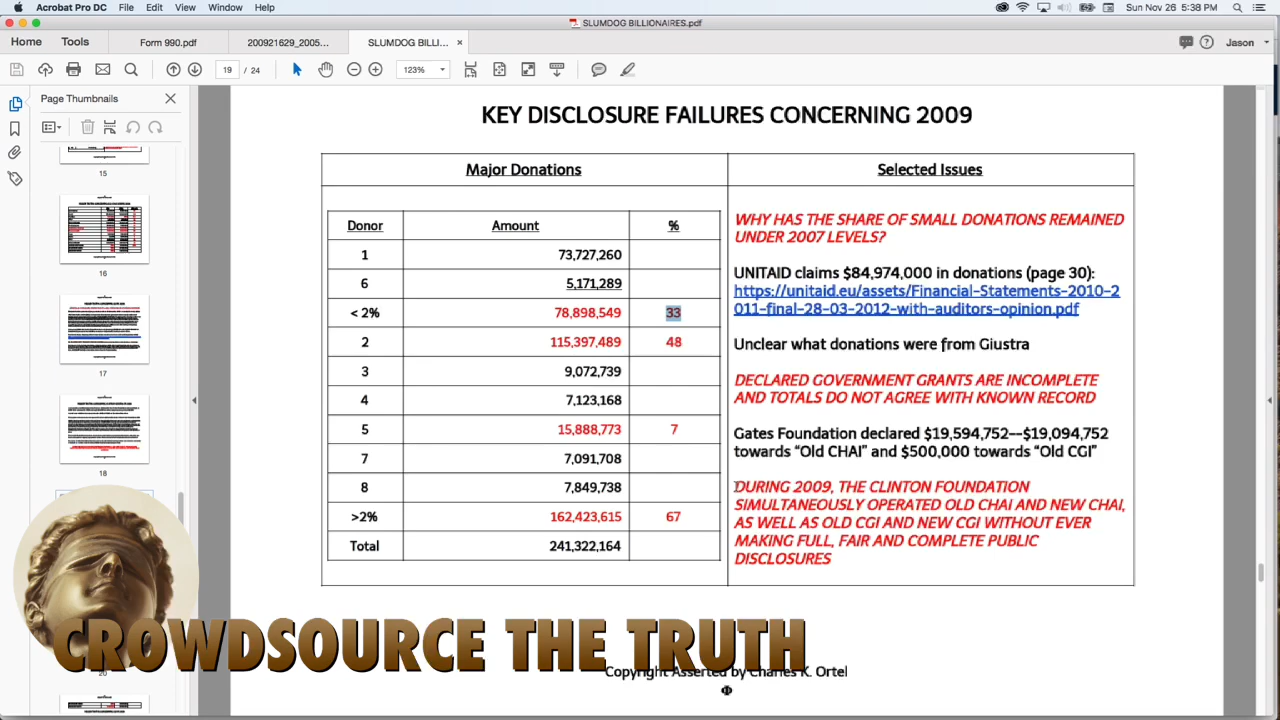 Acrobat Pro DC File Edit View Window Help
Sun Nov 26 5:38 PM
SLUMDOG BILLIONAIRES.pdf
Home Tools Form 990.pdf 200921629_2005... SLUMDOG BILLI... × Jason
19 / 24 123%
Page Thumbnails
15
16
17
18
20
KEY DISCLOSURE FAILURES CONCERNING 2009
Major Donations
Donor Amount %
1 73,727,260
6 5,171,289
< 2% 78,898,549 33
2 115,397,489 48
3 9,072,739
4 7,123,168
5 15,888,773 7
7 7,091,708
8 7,849,738
>2% 162,423,615 67
Total 241,322,164
Selected Issues
WHY HAS THE SHARE OF SMALL DONATIONS REMAINED
UNDER 2007 LEVELS?
UNITAID claims $84,974,000 in donations (page 30):
https://unitaid.eu/assets/Financial-Statements-2010-2
011-final-28-03-2012-with-auditors-opinion.pdf
Unclear what donations were from Giustra
DECLARED GOVERNMENT GRANTS ARE INCOMPLETE
AND TOTALS DO NOT AGREE WITH KNOWN RECORD
Gates Foundation declared $19,594,752--$19,094,752
towards “Old CHAI” and $500,000 towards “Old CGI”
DURING 2009, THE CLINTON FOUNDATION
SIMULTANEOUSLY OPERATED OLD CHAI AND NEW CHAI,
AS WELL AS OLD CGI AND NEW CGI WITHOUT EVER
MAKING FULL, FAIR AND COMPLETE PUBLIC
DISCLOSURES
CROWDSOURCE THE TRUTH
Copyright Asserted by Charles K. Ortel